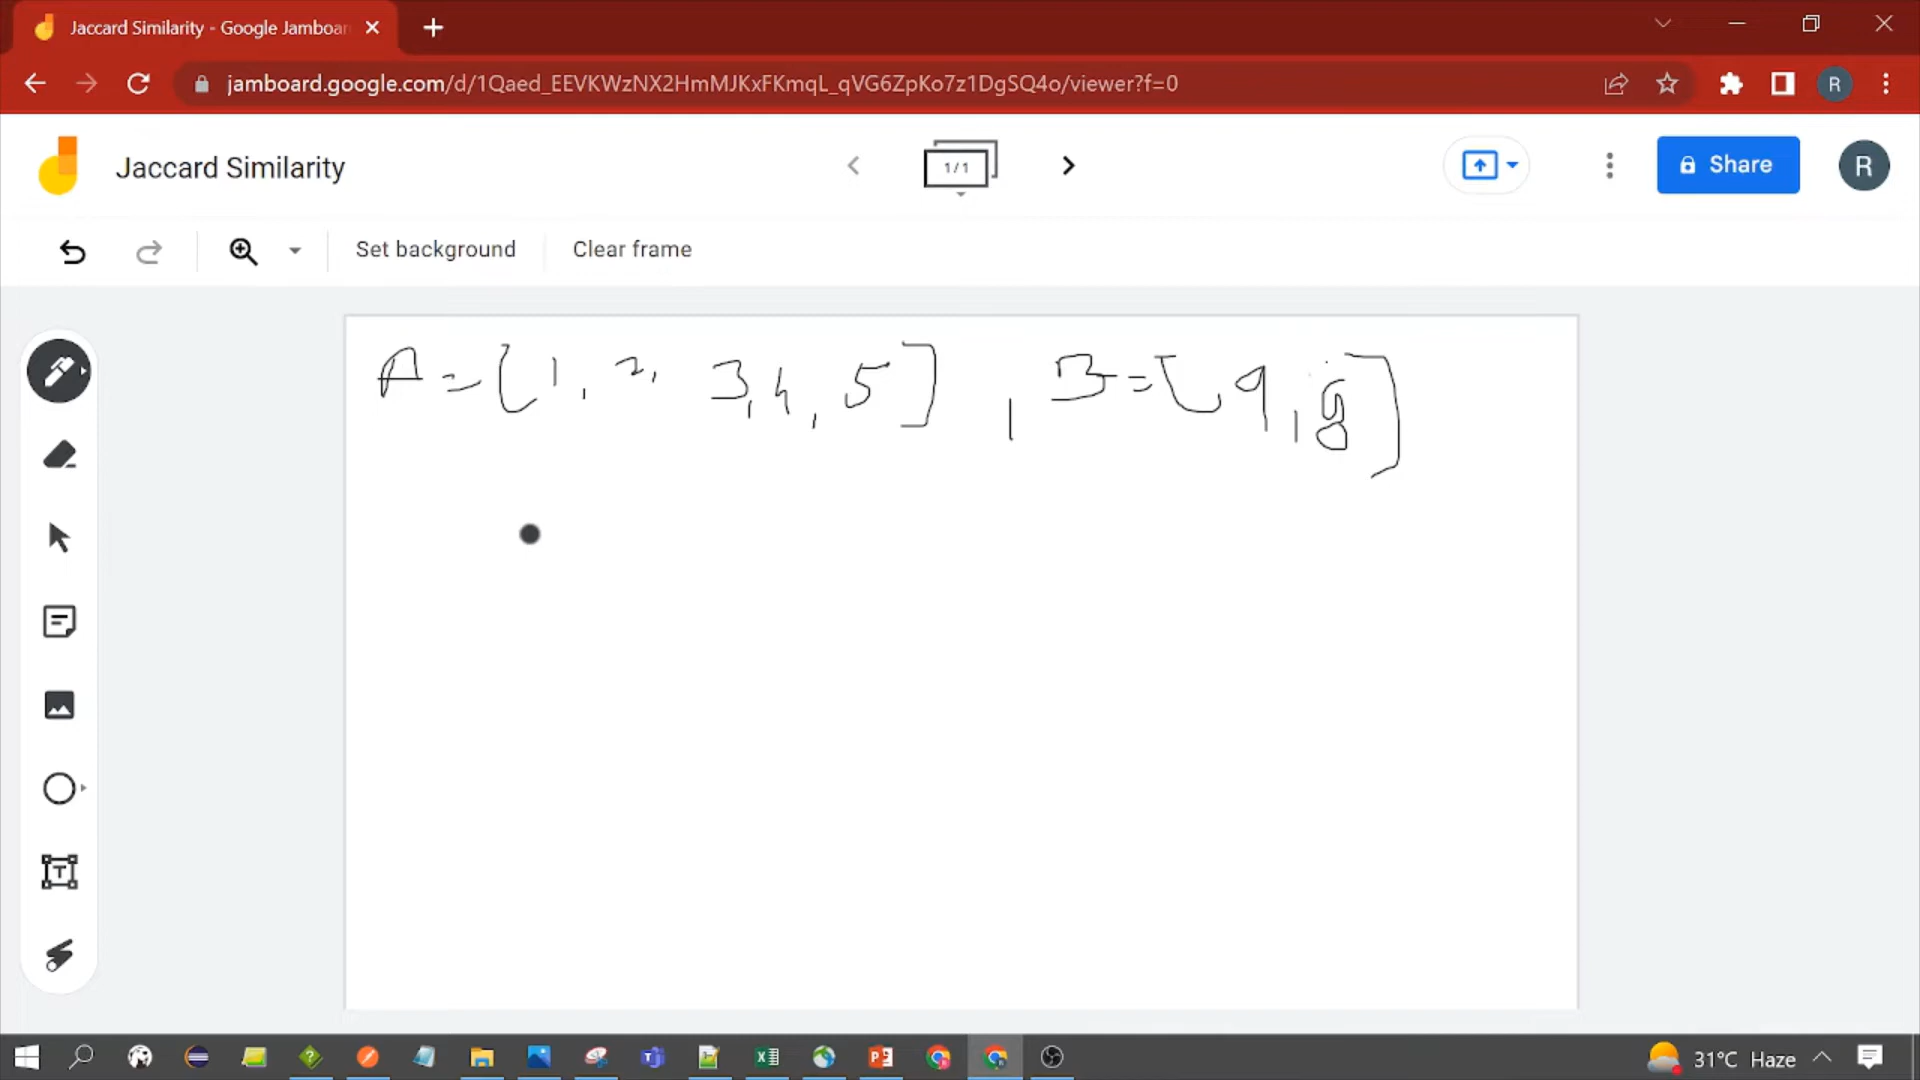 Jaccard Similarity - Google Jamboar
jamboard.google.com/d/1Qaed_EEVKWzNX2HmMJKxFKmqL_qVG6ZpKo7z1DgSQ4o/viewer?f=0
R
Jaccard Similarity
1/1
Share
R
Set background
Clear frame
A = [1, 2, 3, 4, 5] , B = [9, 8]
31°C Haze